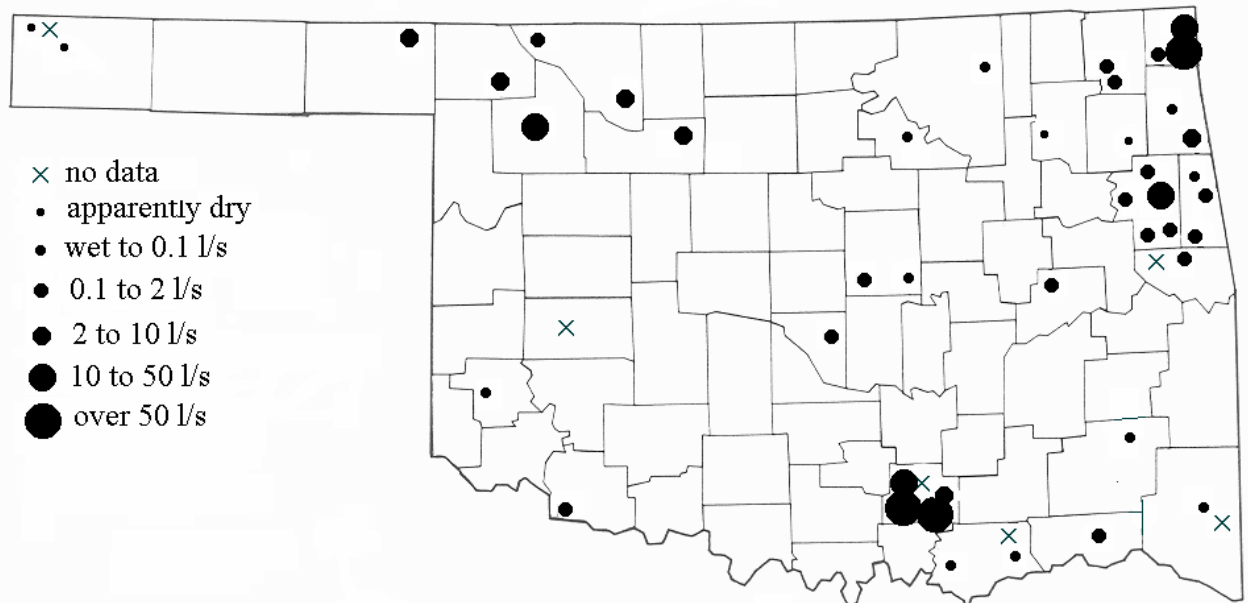 no data
apparently dry
wet to 0.1 l/s
0.1 to 2 l/s
2 to 10 l/s
10 to 50 l/s
over 50 l/s